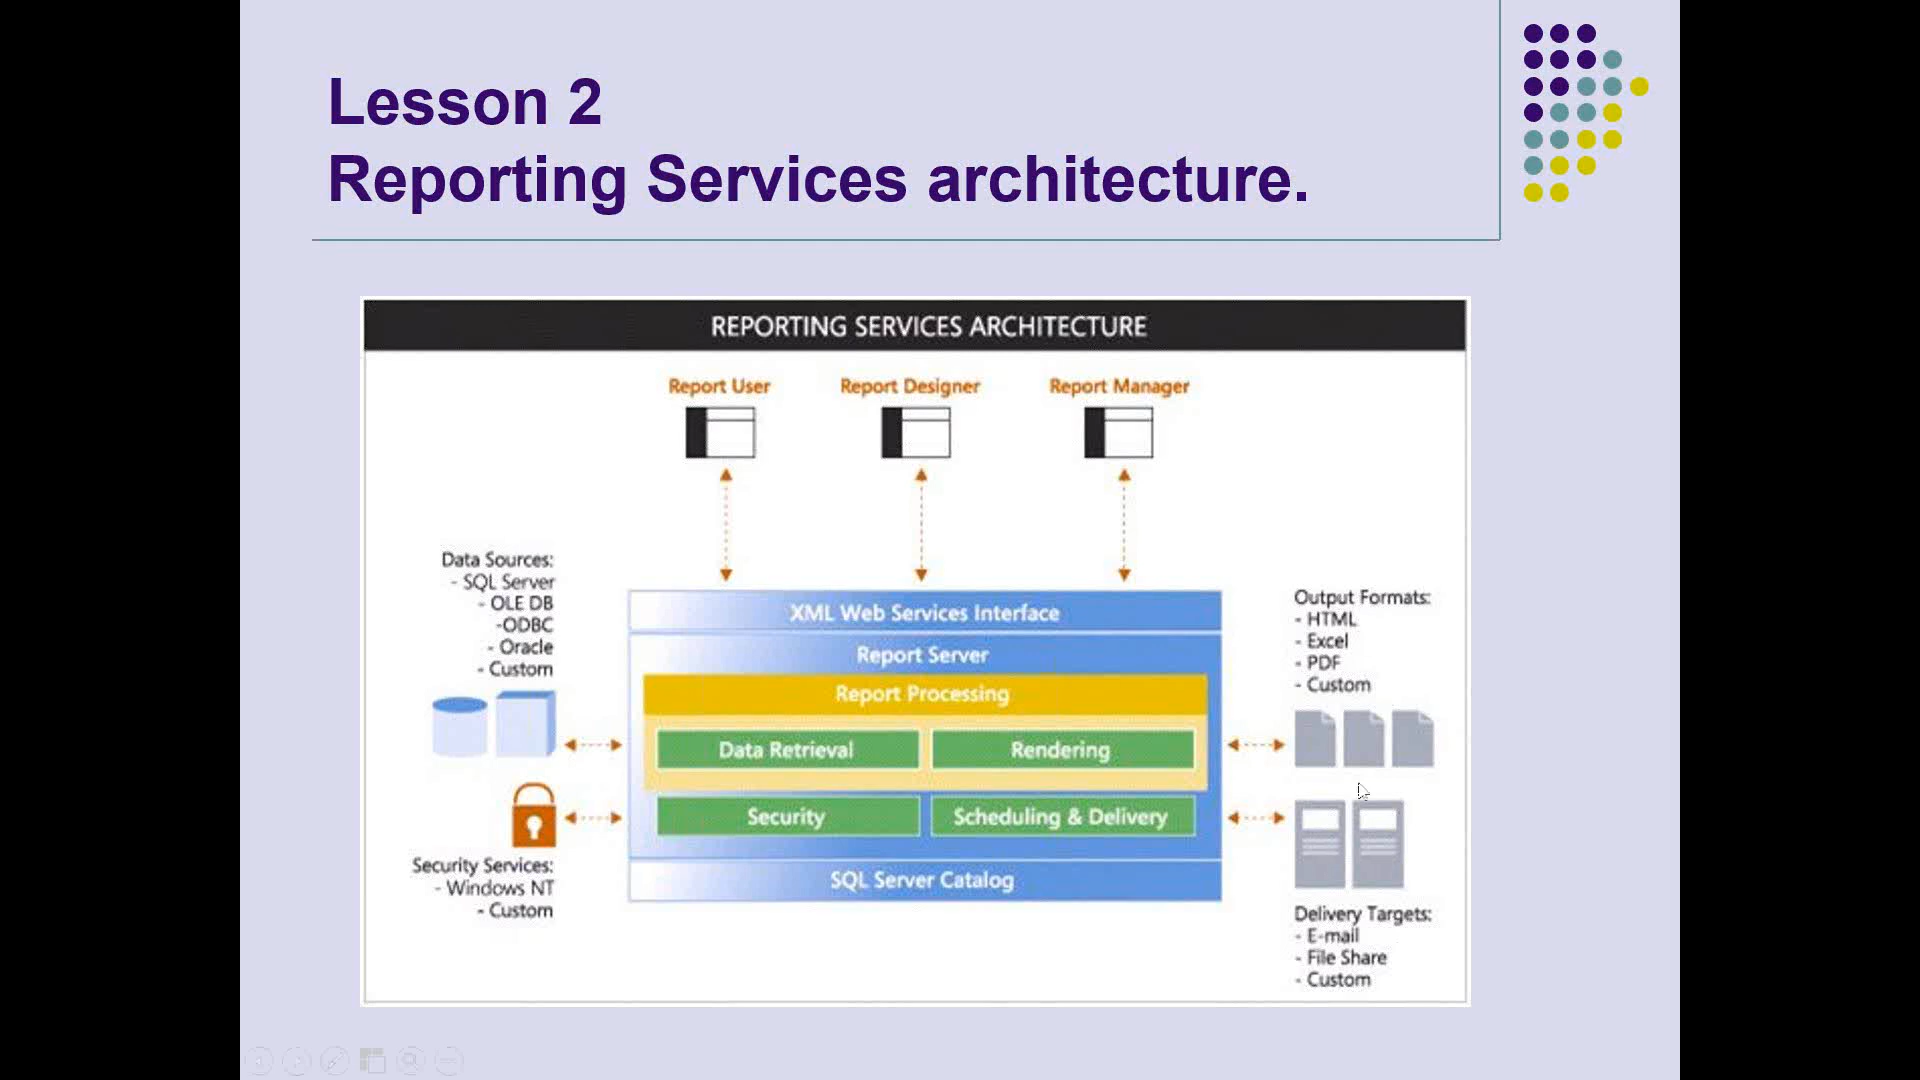 Lesson 2
Reporting Services architecture.
REPORTING SERVICES ARCHITECTURE
Report User
Report Designer
Report Manager
Data Sources:
- SQL Server
- OLE DB
-ODBC
- Oracle
- Custom
Security Services:
- Windows NT
- Custom
XML Web Services Interface
Report Server
Report Processing
Data Retrieval
Rendering
Security
Scheduling & Delivery
SQL Server Catalog
Output Formats:
- HTML
- Excel
- PDF
- Custom
Delivery Targets:
- E-mail
- File Share
- Custom